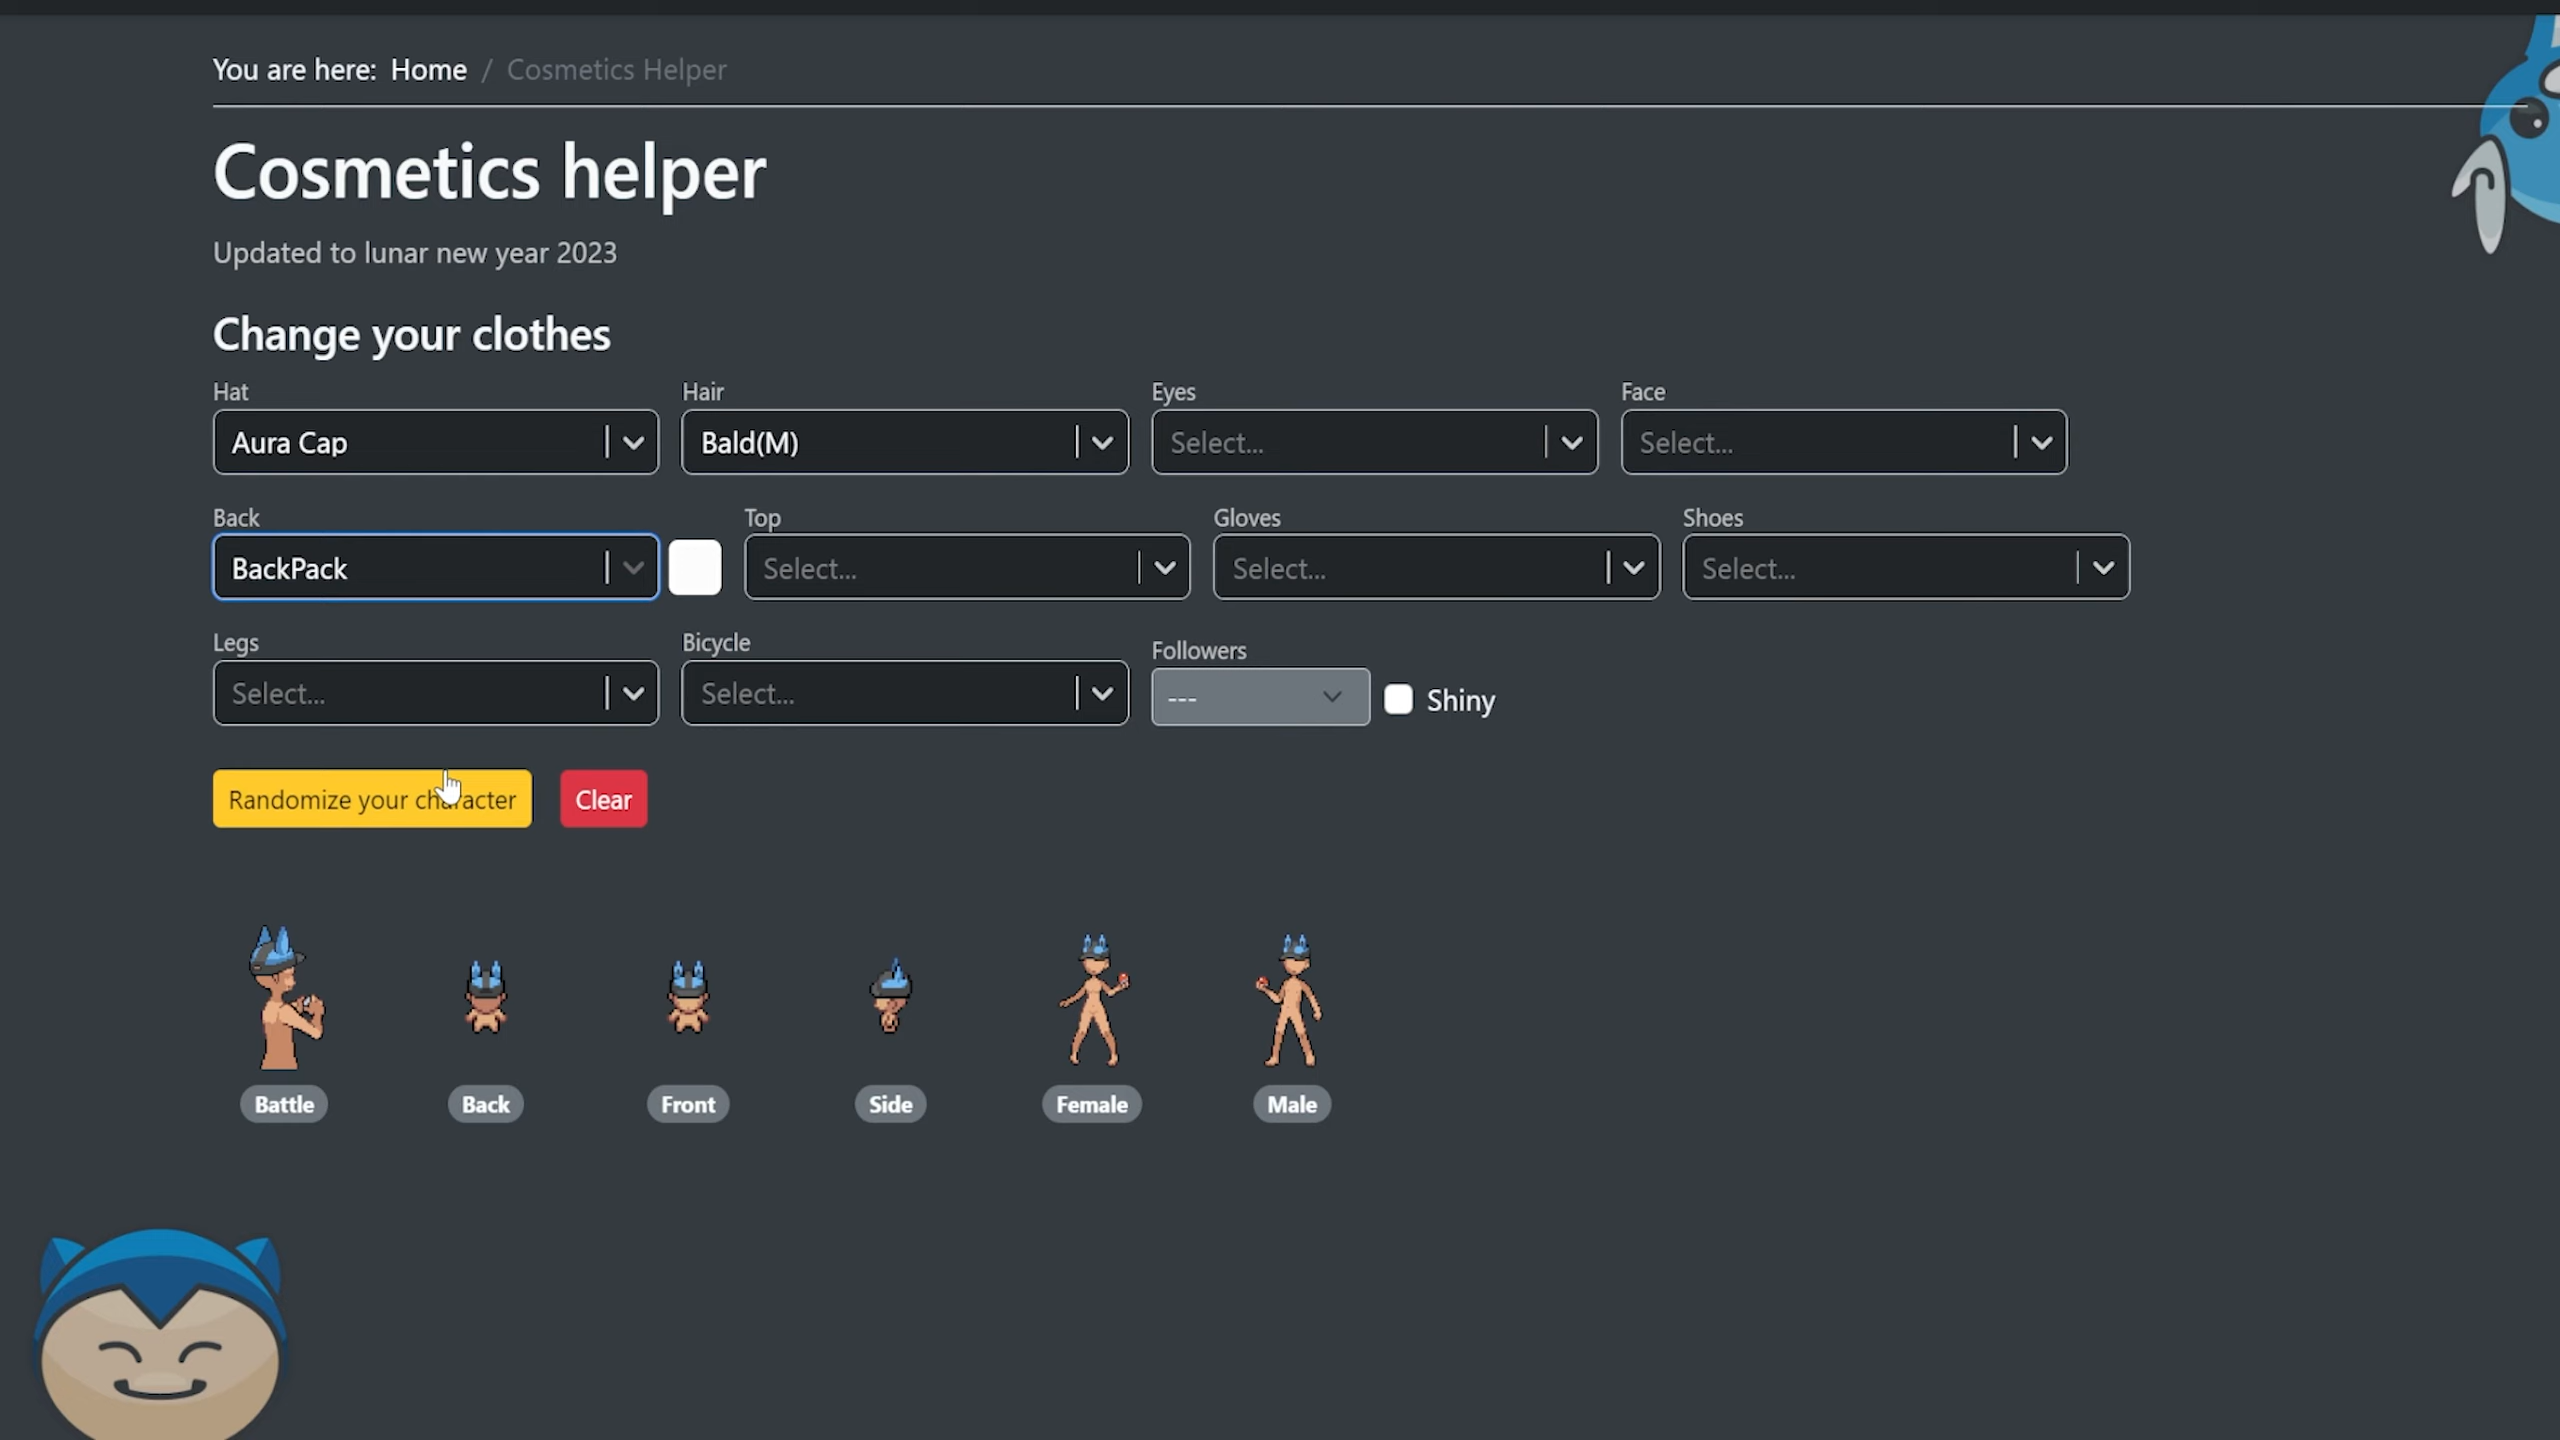 You are here: Home / Cosmetics Helper
Cosmetics helper
Updated to lunar new year 2023
Change your clothes
Hat Hair Eyes Face
Aura Cap Bald(M) Select... Select...
Back Top Gloves Shoes
BackPack Select... Select... Select...
Legs Bicycle Followers
Select... Select... --- Shiny
Randomize your character Clear
Battle Back Front Side Female Male